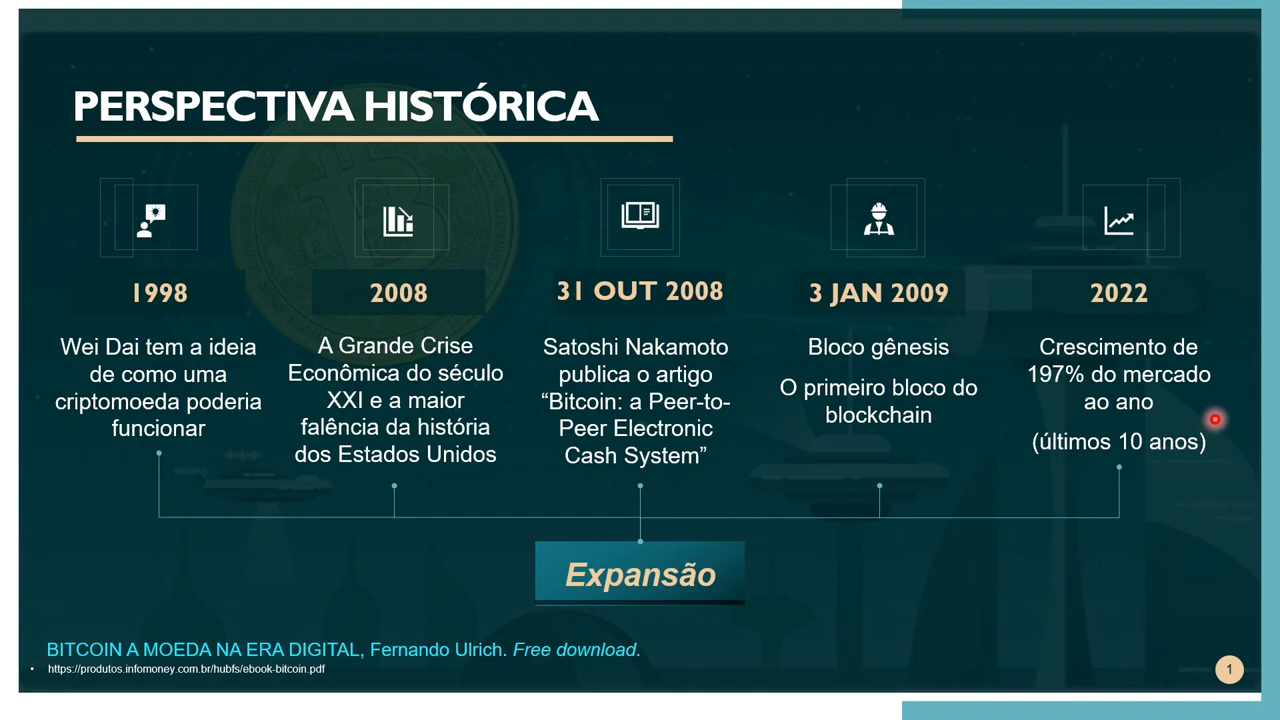 PERSPECTIVA HISTÓRICA
1998
Wei Dai tem a ideia
de como uma
criptomoeda poderia
funcionar
2008
A Grande Crise
Econômica do século
XXI e a maior
falência da história
dos Estados Unidos
31 OUT 2008
Satoshi Nakamoto
publica o artigo
“Bitcoin: a Peer-to-
Peer Electronic
Cash System”
3 JAN 2009
Bloco gênesis
O primeiro bloco do
blockchain
2022
Crescimento de
197% do mercado
ao ano
(últimos 10 anos)
Expansão
BITCOIN A MOEDA NA ERA DIGITAL, Fernando Ulrich. Free download.
• https://produtos.infomoney.com.br/hubfs/ebook-bitcoin.pdf
1